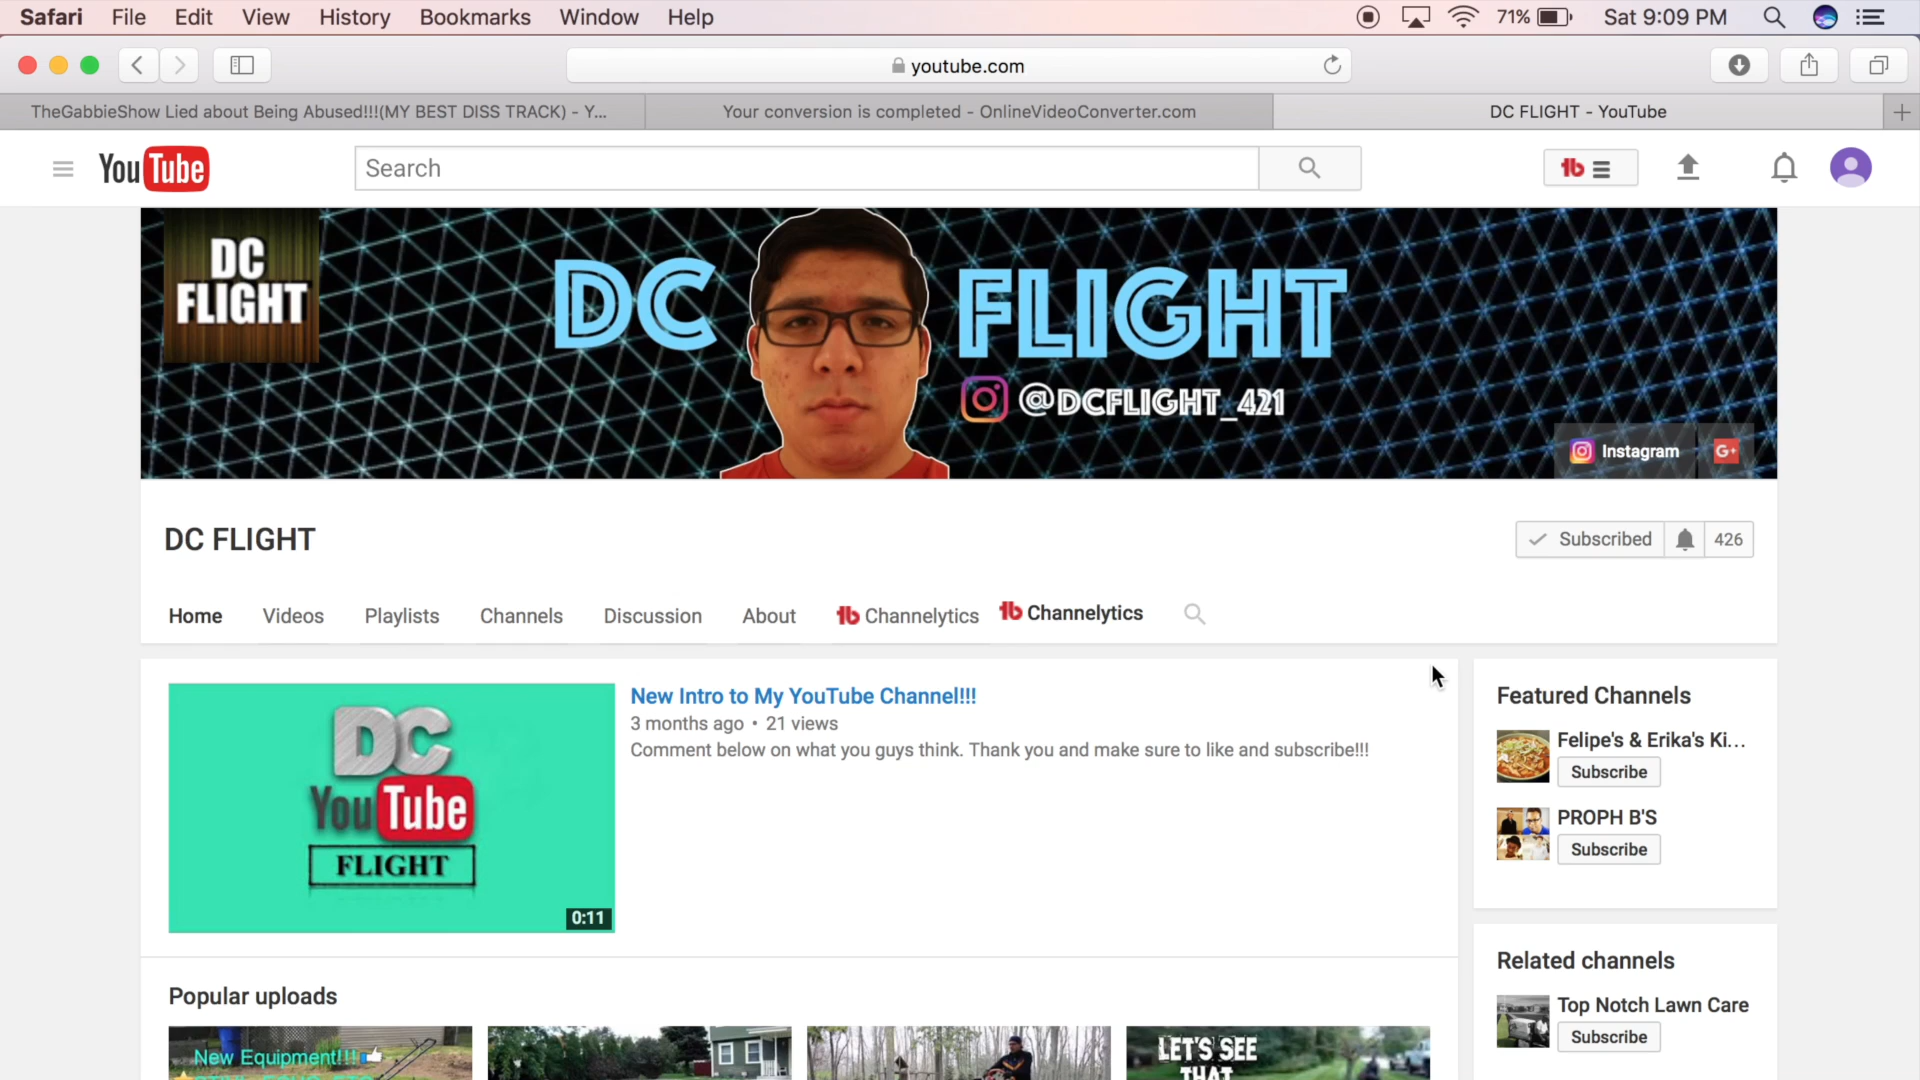 Safari File Edit View History Bookmarks Window Help 71% Sat 9:09 PM
youtube.com
TheGabbieShow Lied about Being Abused!!!(MY BEST DISS TRACK) - Y... Your conversion is completed - OnlineVideoConverter.com DC FLIGHT - YouTube
YouTube Search
DC
FLIGHT
DC FLIGHT
@DCFLIGHT_421
Instagram G+
DC FLIGHT
Subscribed 426
Home Videos Playlists Channels Discussion About Channelytics Channelytics
DC
YouTube
FLIGHT
0:11
New Intro to My YouTube Channel!!!
3 months ago • 21 views
Comment below on what you guys think. Thank you and make sure to like and subscribe!!!
Featured Channels
Felipe's & Erika's Ki...
Subscribe
PROPH B'S
Subscribe
Related channels
Top Notch Lawn Care
Subscribe
Popular uploads
New Equipment!!!
LET'S SEE
THAT